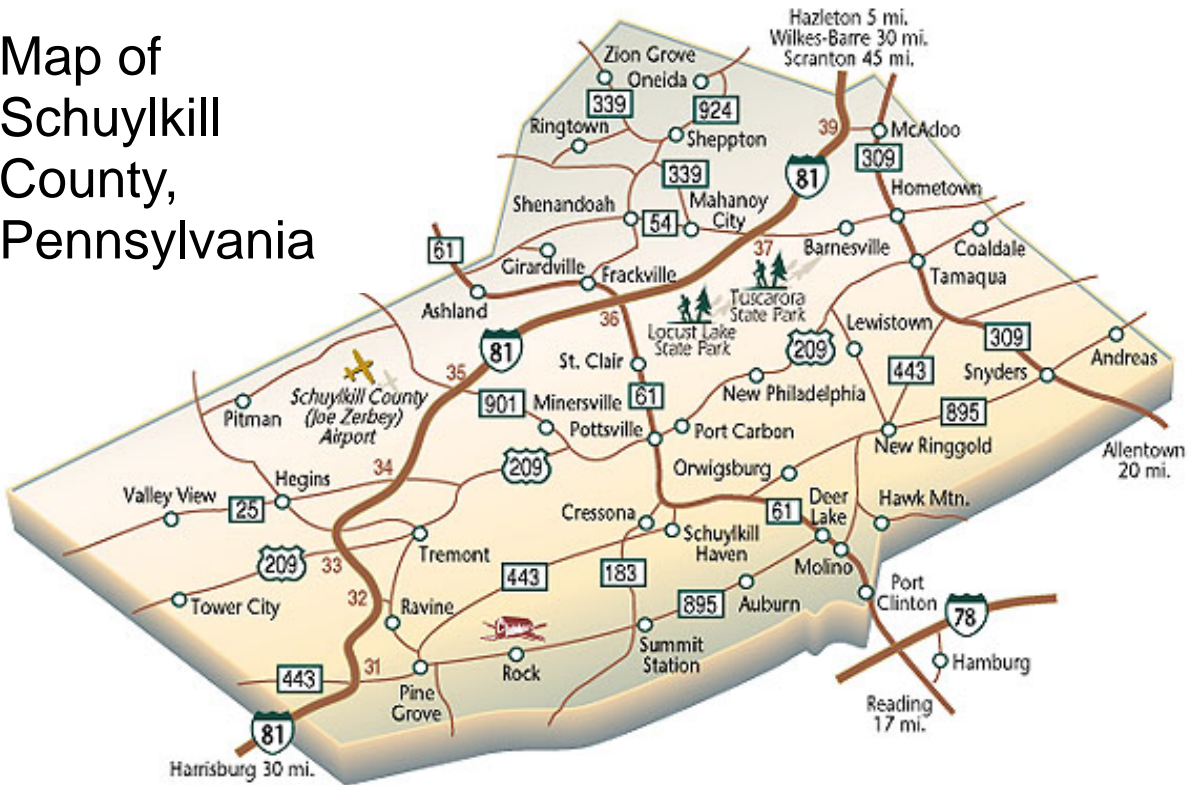 Map of
Schuylkill
County,
Pennsylvania
Hazleton 5 mi.
Wilkes-Barre 30 mi.
Scranton 45 mi.
Zion Grove
Oneida
339
924
Ringtown
Sheppton
39
McAdoo
309
81
339
Hometown
Shenandoah
54
Mahanoy
City
61
Girardville
Frackville
37
Barnesville
Coaldale
Tamaqua
Ashland
Tuscarora
State Park
36
Locust Lake
State Park
Lewistown
309
81
St. Clair
209
Andreas
35
443
Snyders
Schuylkill County
(Joe Zerbey)
Airport
Pitman
901
Minersville
61
New Philadelphia
895
Pottsville
Port Carbon
New Ringgold
Allentown
20 mi.
34
209
Orwigsburg
Hegins
Valley View
25
Cressona
61
Deer
Lake
Hawk Mtn.
Schuylkill
Haven
Tremont
209
33
443
183
Molino
Port
Clinton
Tower City
32
Ravine
895
Auburn
78
Summit
Station
Hamburg
443
31
Rock
Pine
Grove
Reading
17 mi.
81
Harrisburg 30 mi.